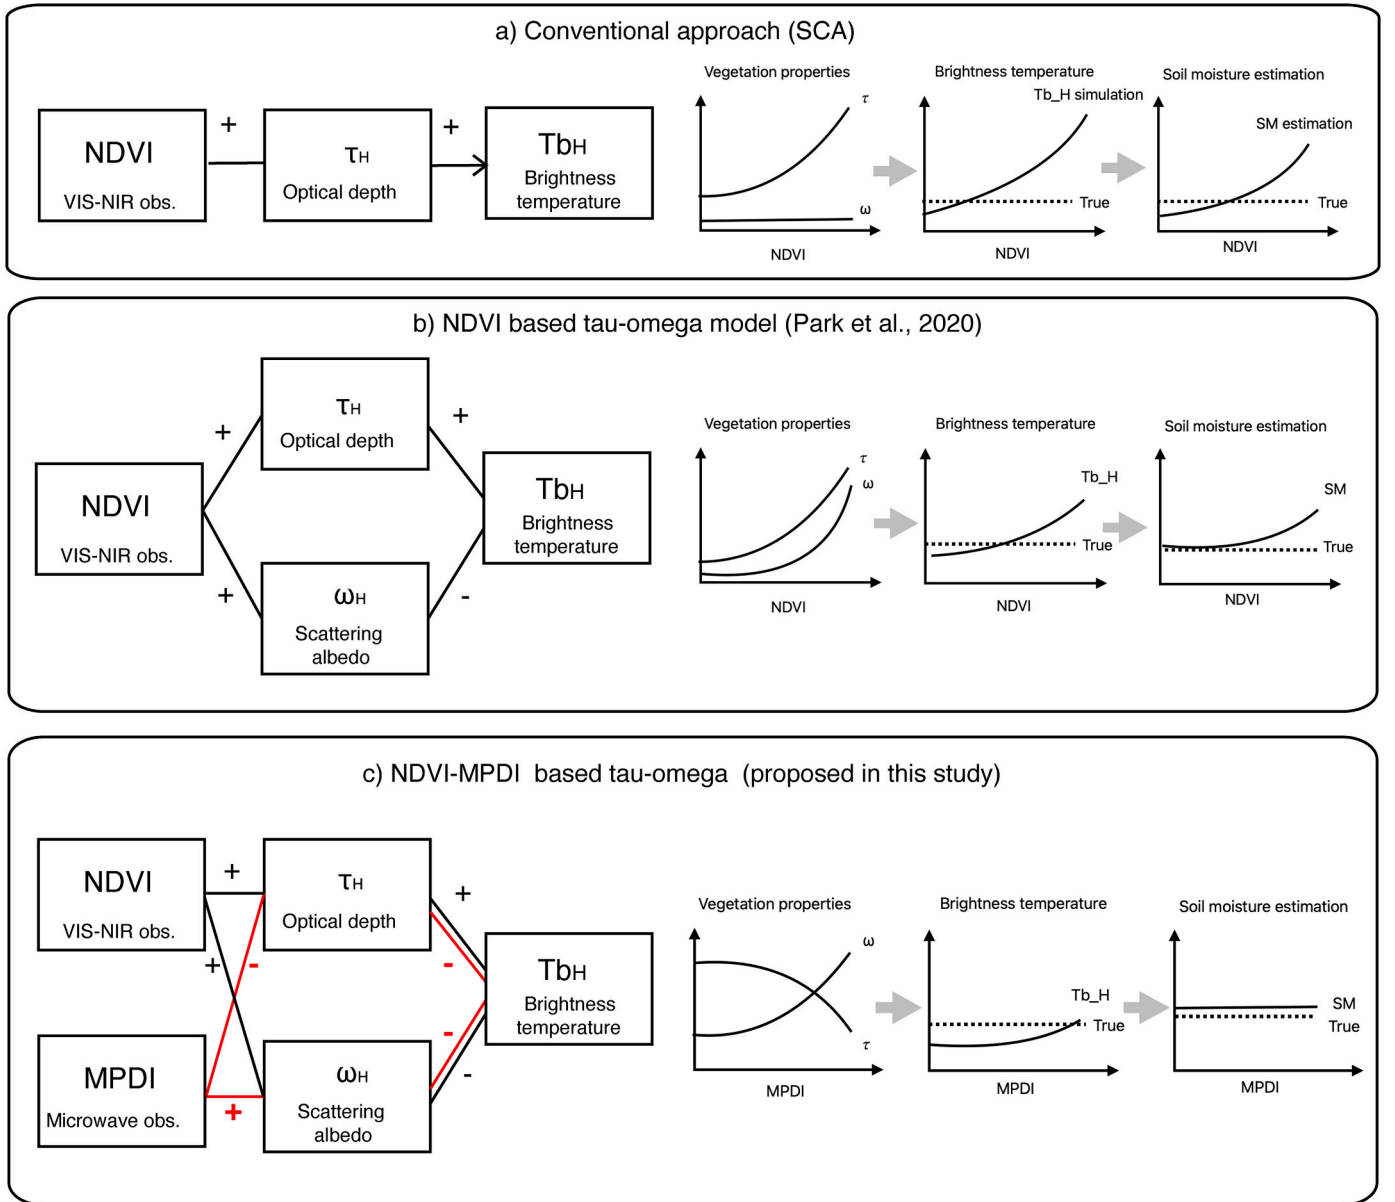 a) Conventional approach (SCA)
NDVI
VIS-NIR obs.
+
τH
Optical depth
+
TbH
Brightness
temperature
Vegetation properties
τ
ω
NDVI
Brightness temperature
Tb_H simulation
True
NDVI
Soil moisture estimation
SM estimation
True
NDVI
b) NDVI based tau-omega model (Park et al., 2020)
NDVI
VIS-NIR obs.
+
+
τH
Optical depth
ωH
Scattering
albedo
+
-
TbH
Brightness
temperature
Vegetation properties
τ
ω
NDVI
Brightness temperature
Tb_H
True
NDVI
Soil moisture estimation
SM
True
NDVI
c) NDVI-MPDI based tau-omega (proposed in this study)
NDVI
VIS-NIR obs.
MPDI
Microwave obs.
+
+
-
+
τH
Optical depth
ωH
Scattering
albedo
+
-
-
-
TbH
Brightness
temperature
Vegetation properties
ω
τ
MPDI
Brightness temperature
Tb_H
True
MPDI
Soil moisture estimation
SM
True
MPDI